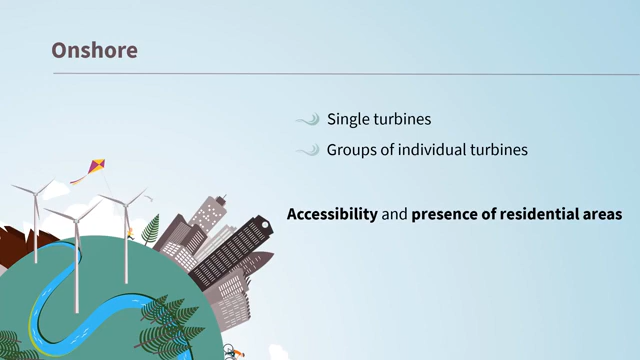 Onshore
Single turbines
Groups of individual turbines
Accessibility and presence of residential areas